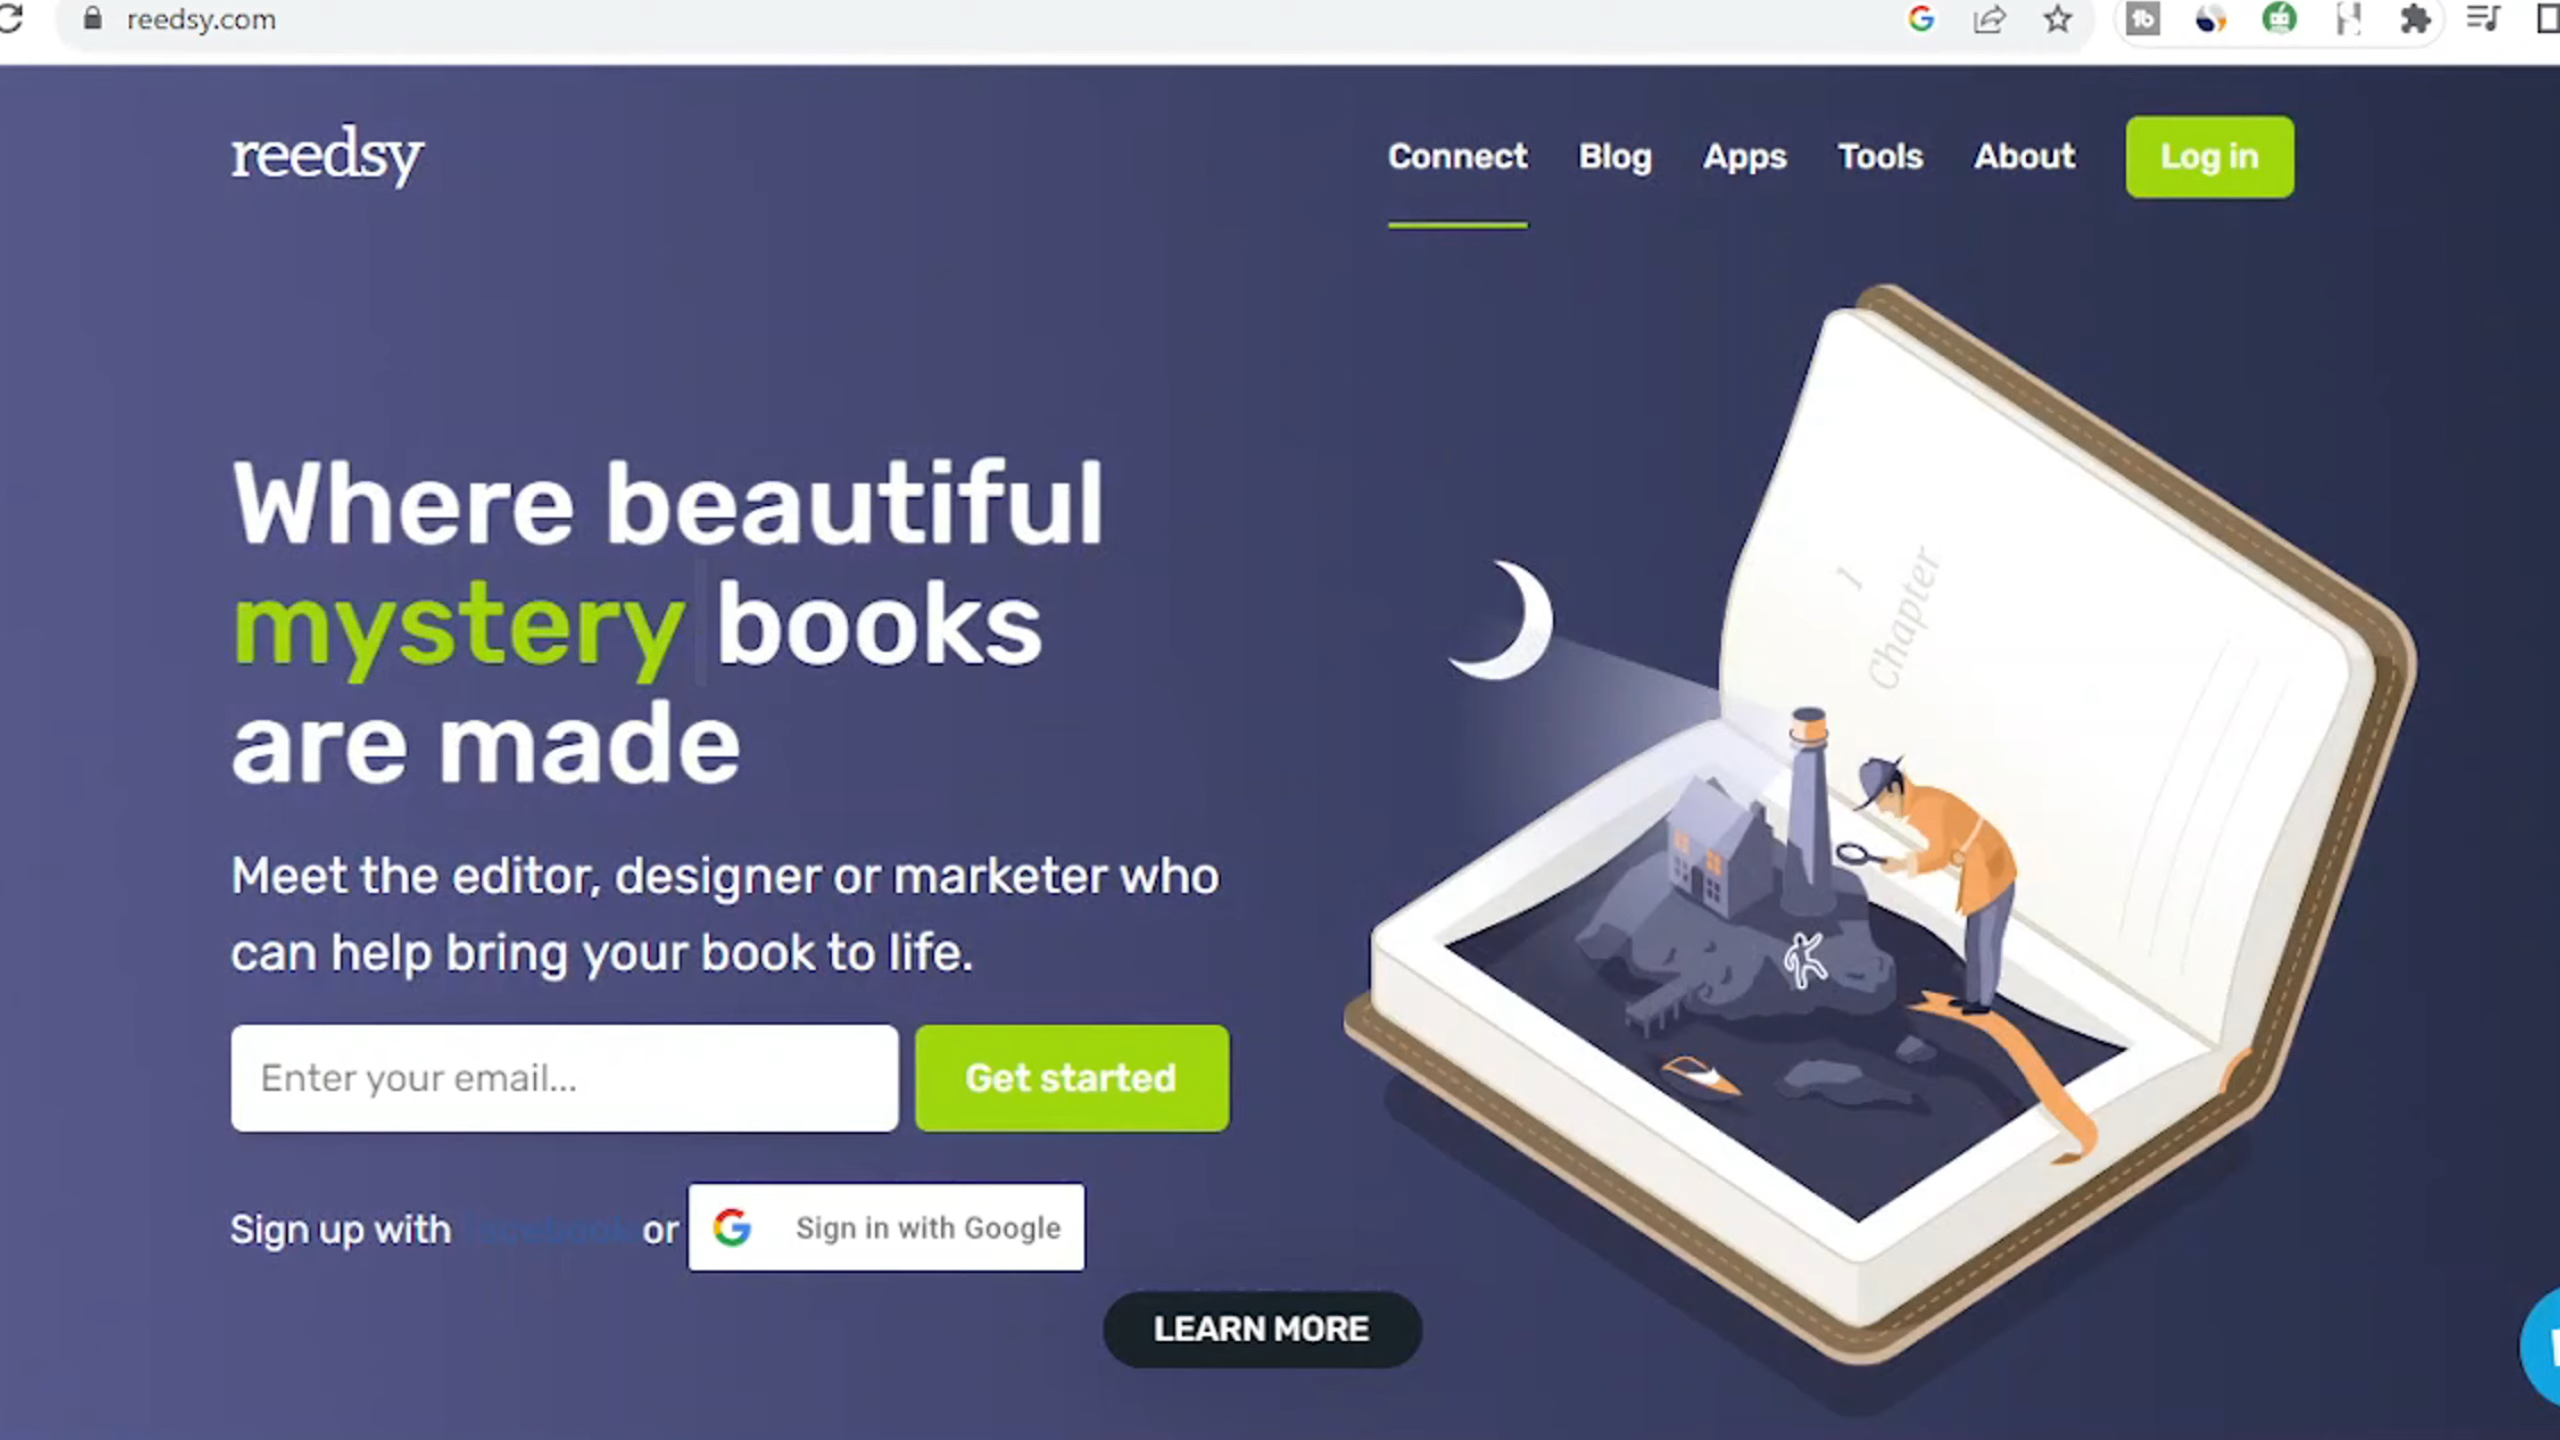 reedsy.com
reedsy
Connect Blog Apps Tools About Log in
Where beautiful
mystery books
are made
1
Chapter
Meet the editor, designer or marketer who
can help bring your book to life.
Enter your email...
Get started
Sign up with facebook or
Sign in with Google
LEARN MORE